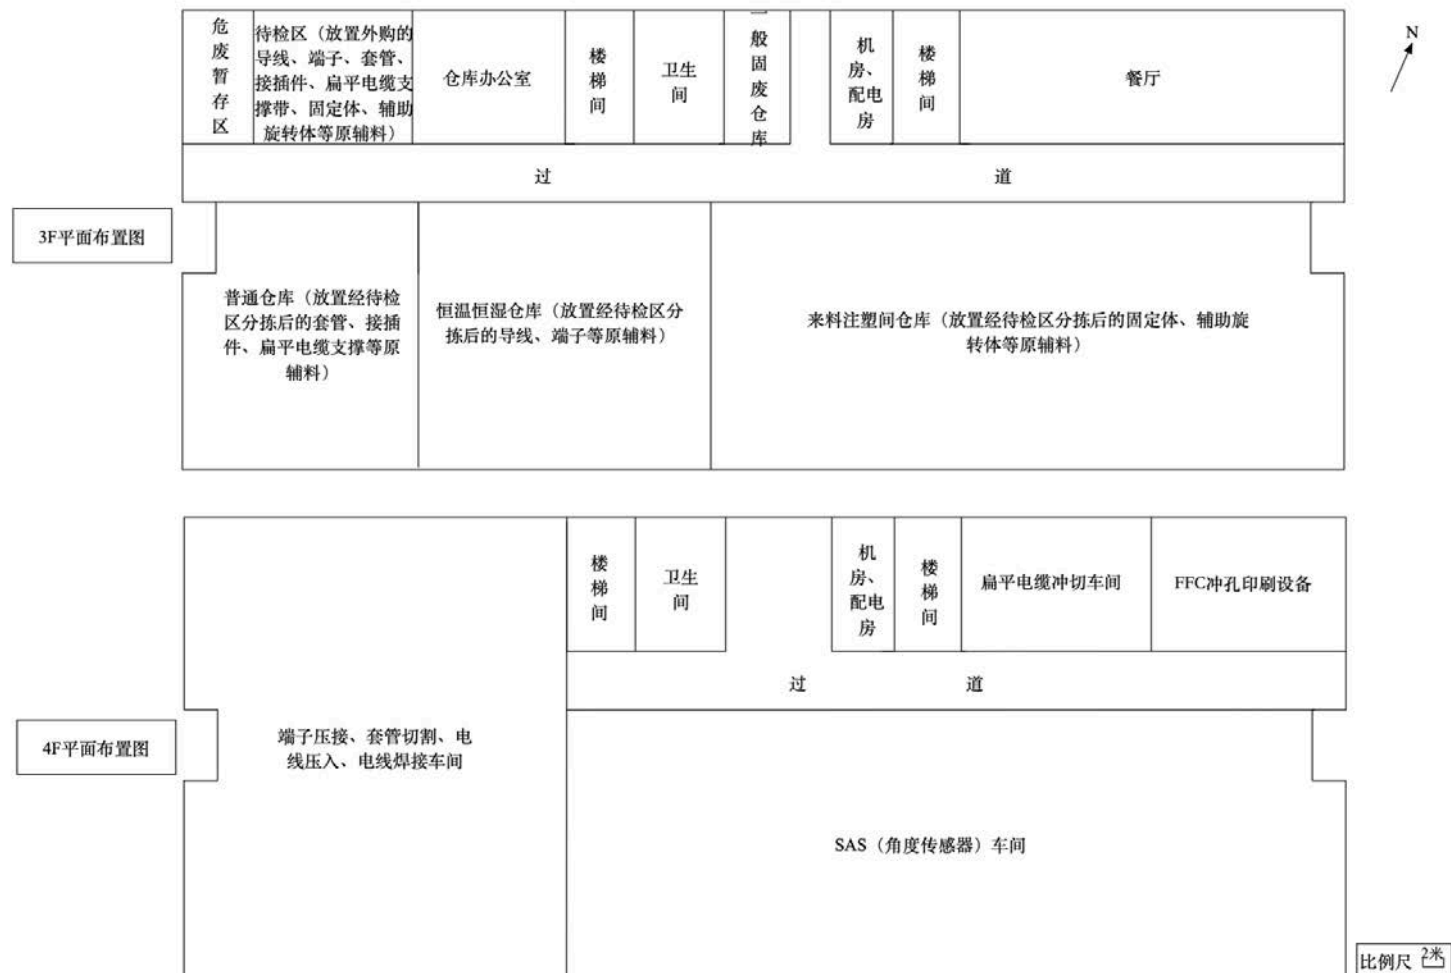 危
废
暂
存
区
待检区（放置外购的
导线、端子、套管、
接插件、扁平电缆支
撑带、固定体、辅助
旋转体等原辅料）
仓库办公室
楼
梯
间
卫生
间
一
般
固
废
仓
库
机
房、
配电
房
楼
梯
间
餐厅
N
过
道
3F平面布置图
普通仓库（放置经待检
区分拣后的套管、接插
件、扁平电缆支撑等原
辅料）
恒温恒湿仓库（放置经待检区分
拣后的导线、端子等原辅料）
来料注塑间仓库（放置经待检区分拣后的固定体、辅助旋
转体等原辅料）
楼
梯
间
卫生
间
机
房、
配电
房
楼
梯
间
扁平电缆冲切车间
FFC冲孔印刷设备
过
道
4F平面布置图
端子压接、套管切割、电
线压入、电线焊接车间
SAS（角度传感器）车间
比例尺 2米